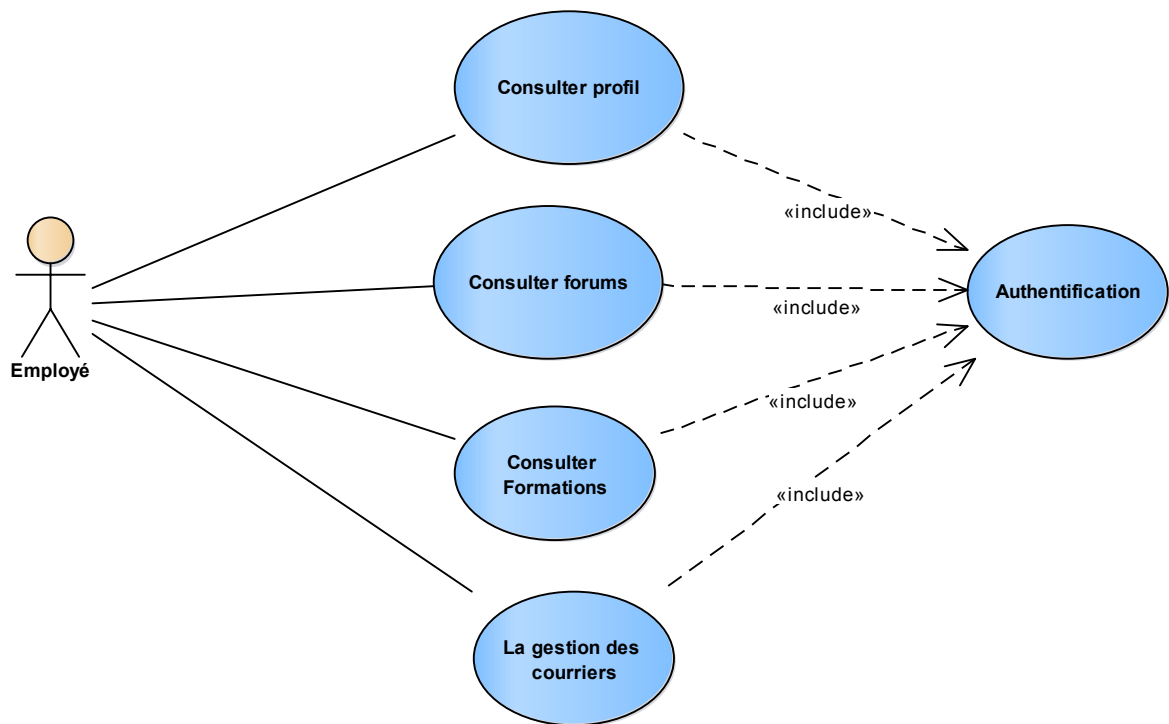 Consulter profil
«include»
Consulter forums
Authentification
«include»
Employé
«include»
Consulter
Formations
«include»
La gestion des
courriers